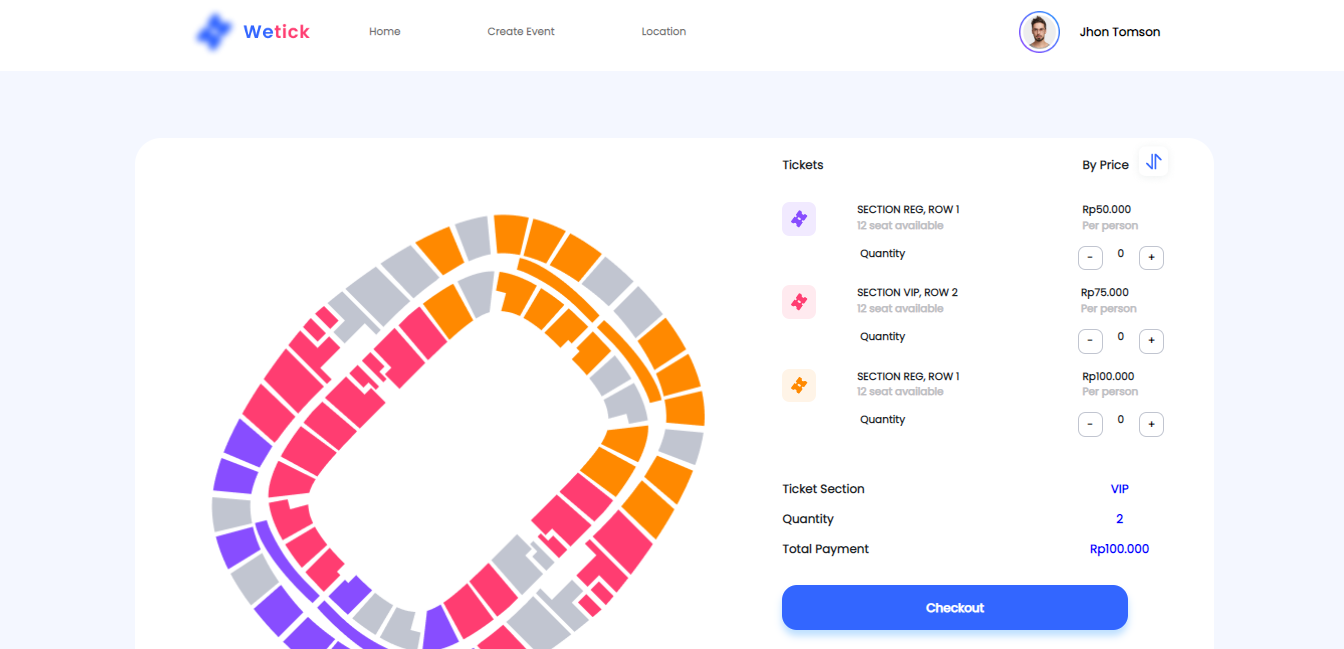 Wetick Home Create Event Location Jhon Tomson
Tickets By Price
SECTION REG, ROW 1 Rp50.000
12 seat available Per person
Quantity - 0 +
SECTION VIP, ROW 2 Rp75.000
12 seat available Per person
Quantity - 0 +
SECTION REG, ROW 1 Rp100.000
12 seat available Per person
Quantity - 0 +
Ticket Section VIP
Quantity 2
Total Payment Rp100.000
Checkout